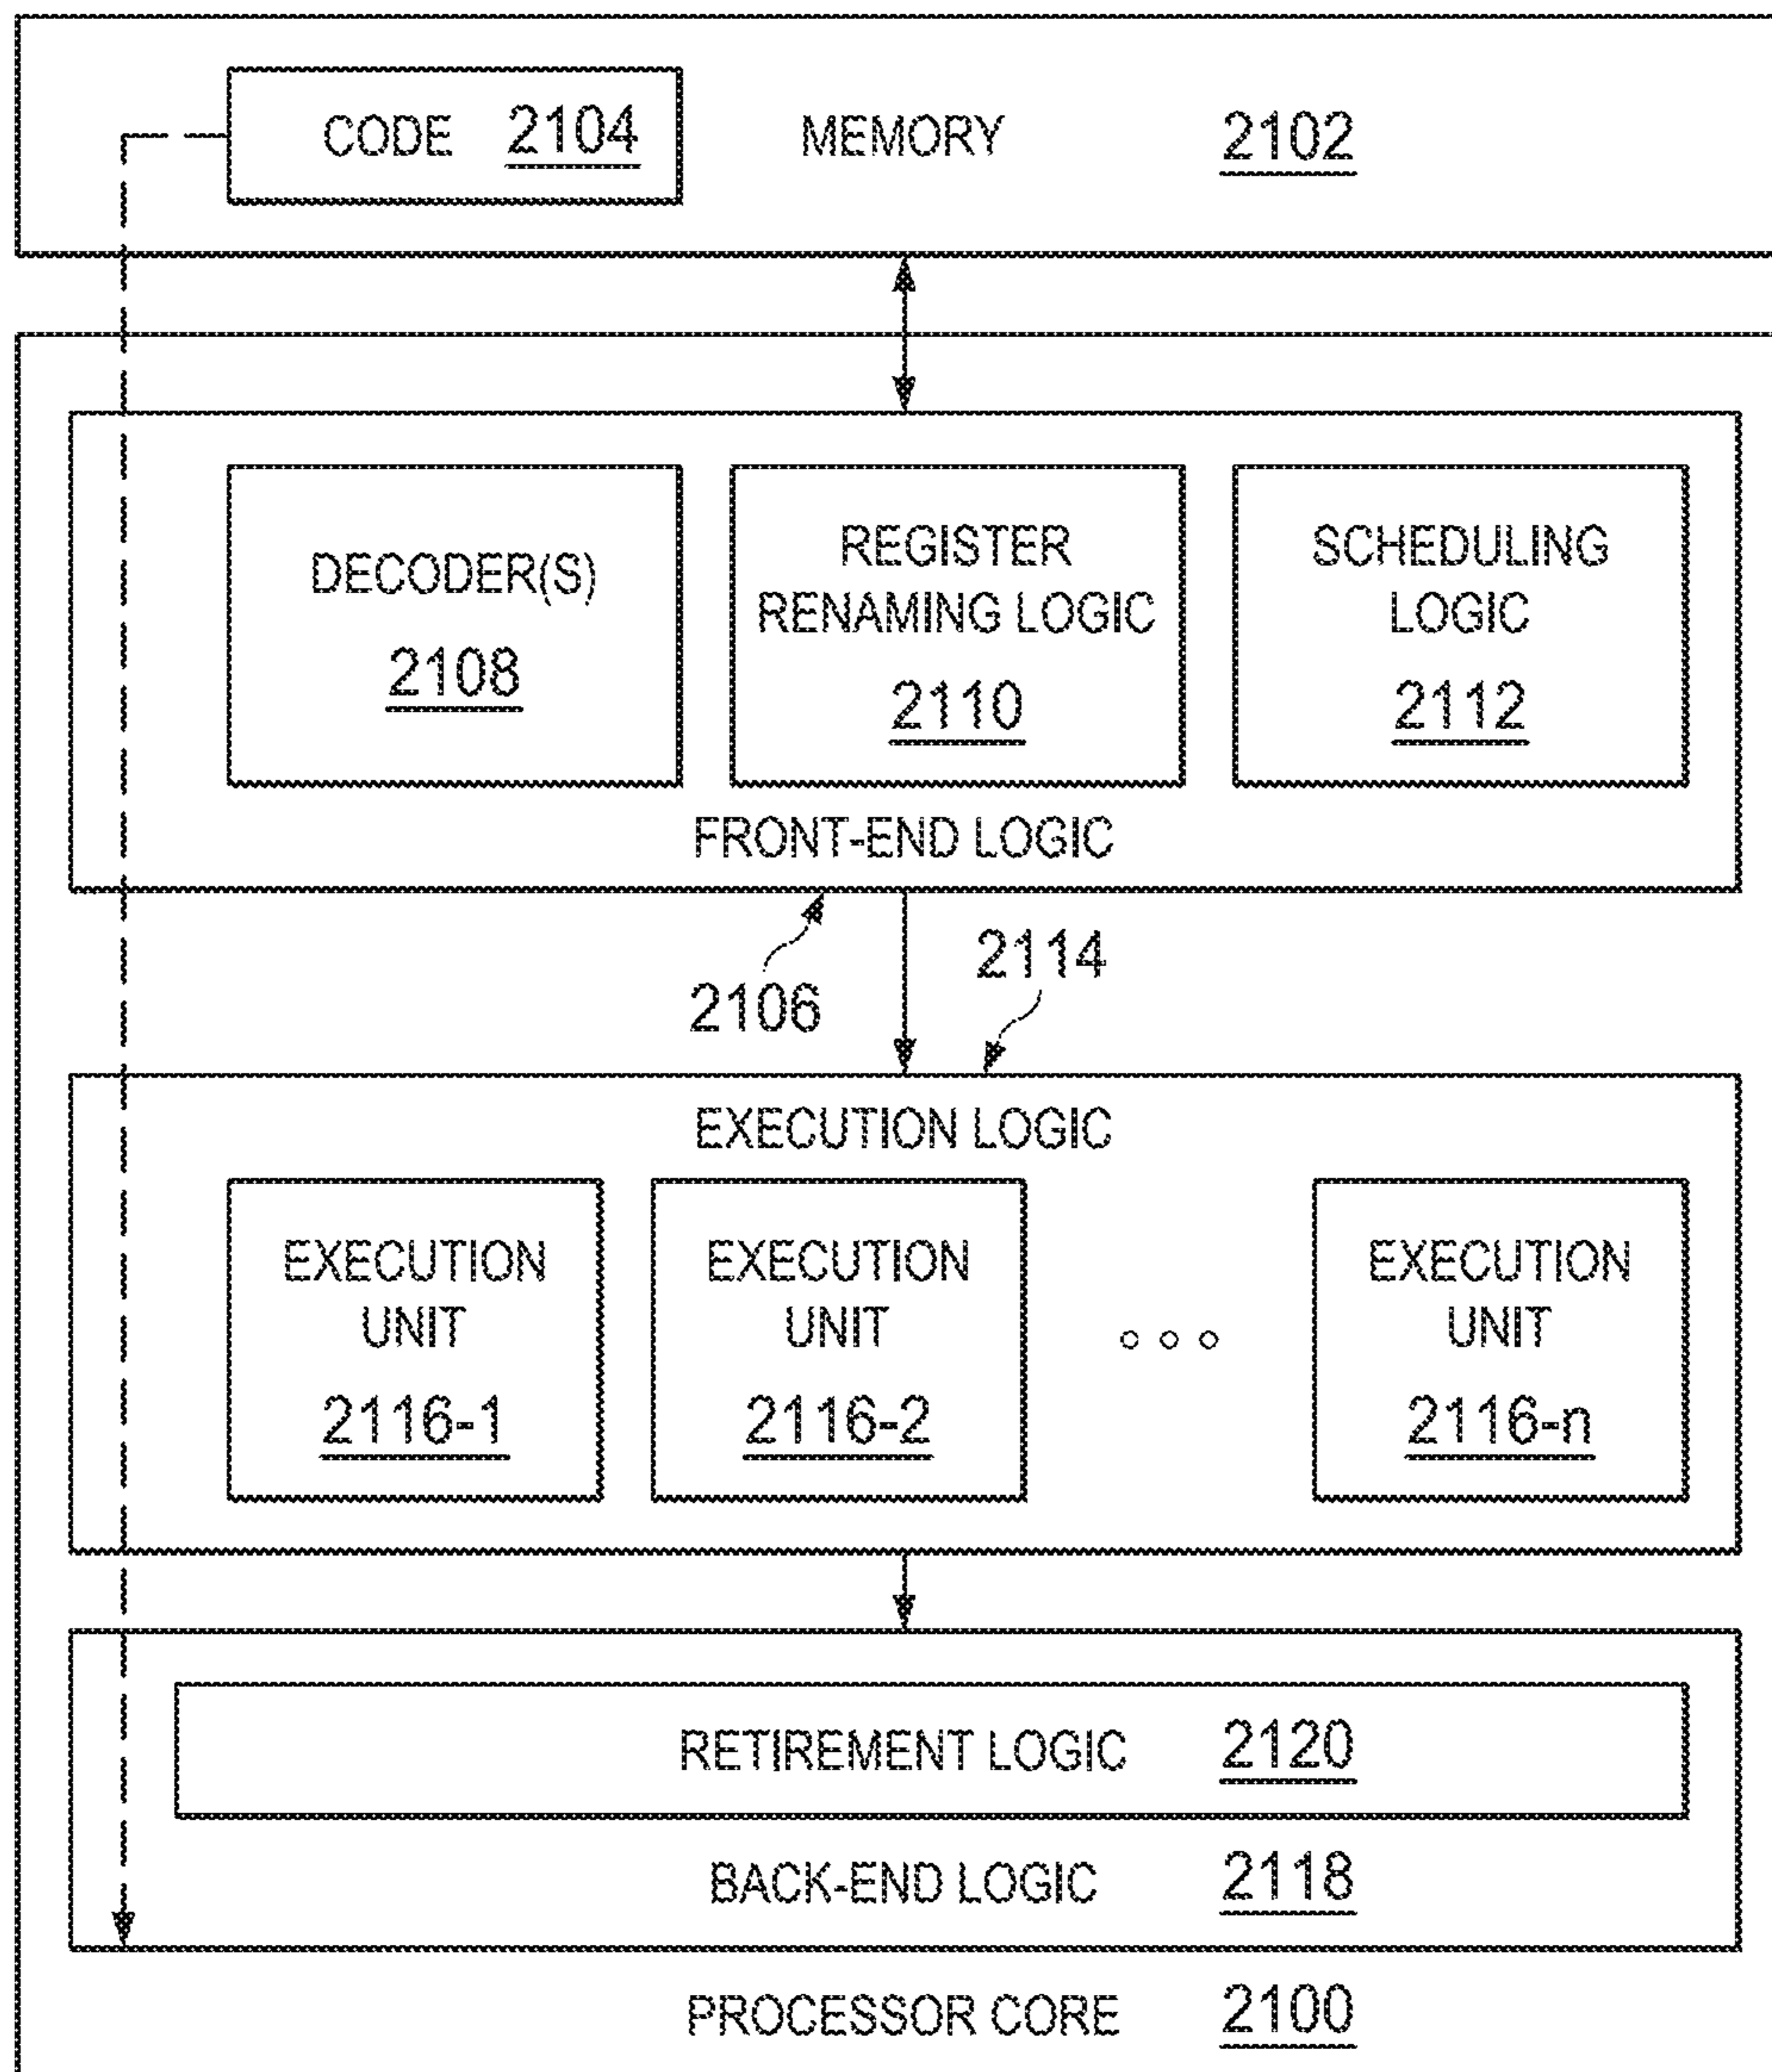 CODE 2104 MEMORY 2102
DECODER(S)
2108
REGISTER
RENAMING LOGIC
2110
SCHEDULING
LOGIC
2112
FRONT-END LOGIC
2106
2114
EXECUTION LOGIC
EXECUTION
UNIT
2116-1
EXECUTION
UNIT
2116-2
EXECUTION
UNIT
2116-n
RETIREMENT LOGIC 2120
BACK-END LOGIC 2118
PROCESSOR CORE 2100